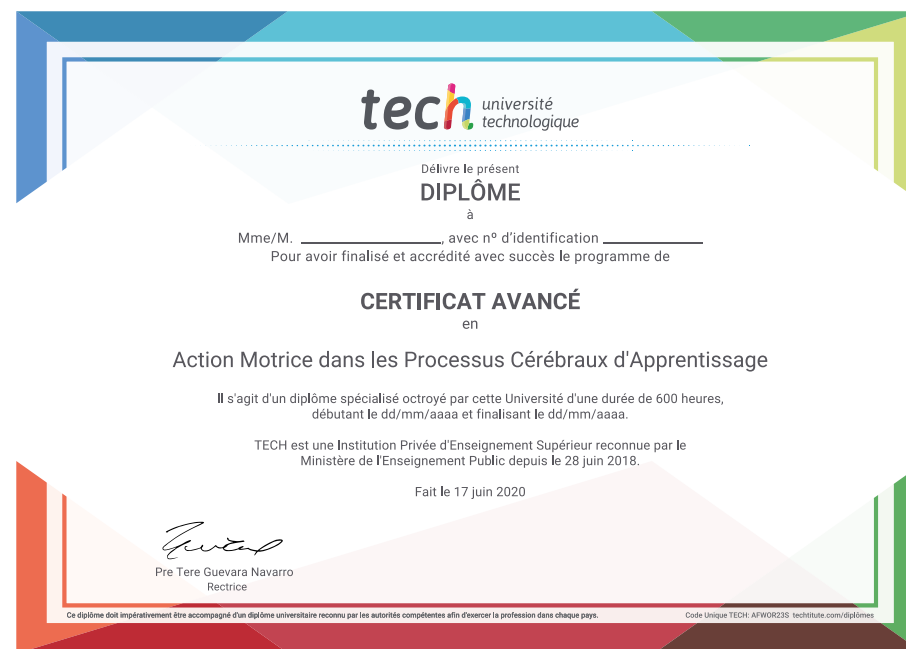 tech université
technologique
Délivre le présent
DIPLÔME
à
Mme/M. ____________________, avec nº d'identification ______________
Pour avoir finalisé et accrédité avec succès le programme de
CERTIFICAT AVANCÉ
en
Action Motrice dans les Processus Cérébraux d'Apprentissage
Il s'agit d'un diplôme spécialisé octroyé par cette Université d'une durée de 600 heures,
débutant le dd/mm/aaaa et finalisant le dd/mm/aaaa.
TECH est une Institution Privée d'Enseignement Supérieur reconnue par le
Ministère de l'Enseignement Public depuis le 28 juin 2018.
Fait le 17 juin 2020
Pre Tere Guevara Navarro
Rectrice
Ce diplôme doit impérativement être accompagné d'un diplôme universitaire reconnu par les autorités compétentes afin d'exercer la profession dans chaque pays.
Code Unique TECH: AFWOR23S techtitute.com/diplômes